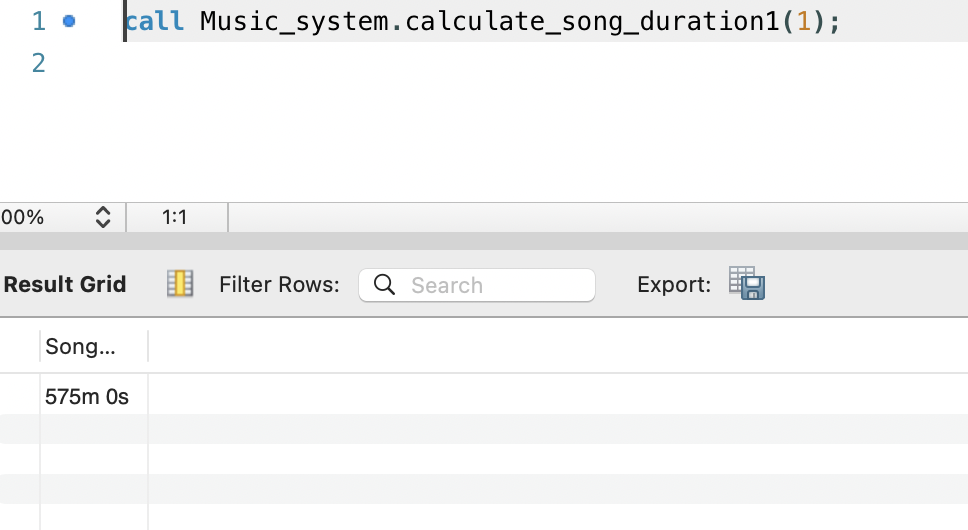 1 call Music_system.calculate_song_duration1(1);
2
00% 1:1
Result Grid Filter Rows: Search Export:
Song...
575m 0s